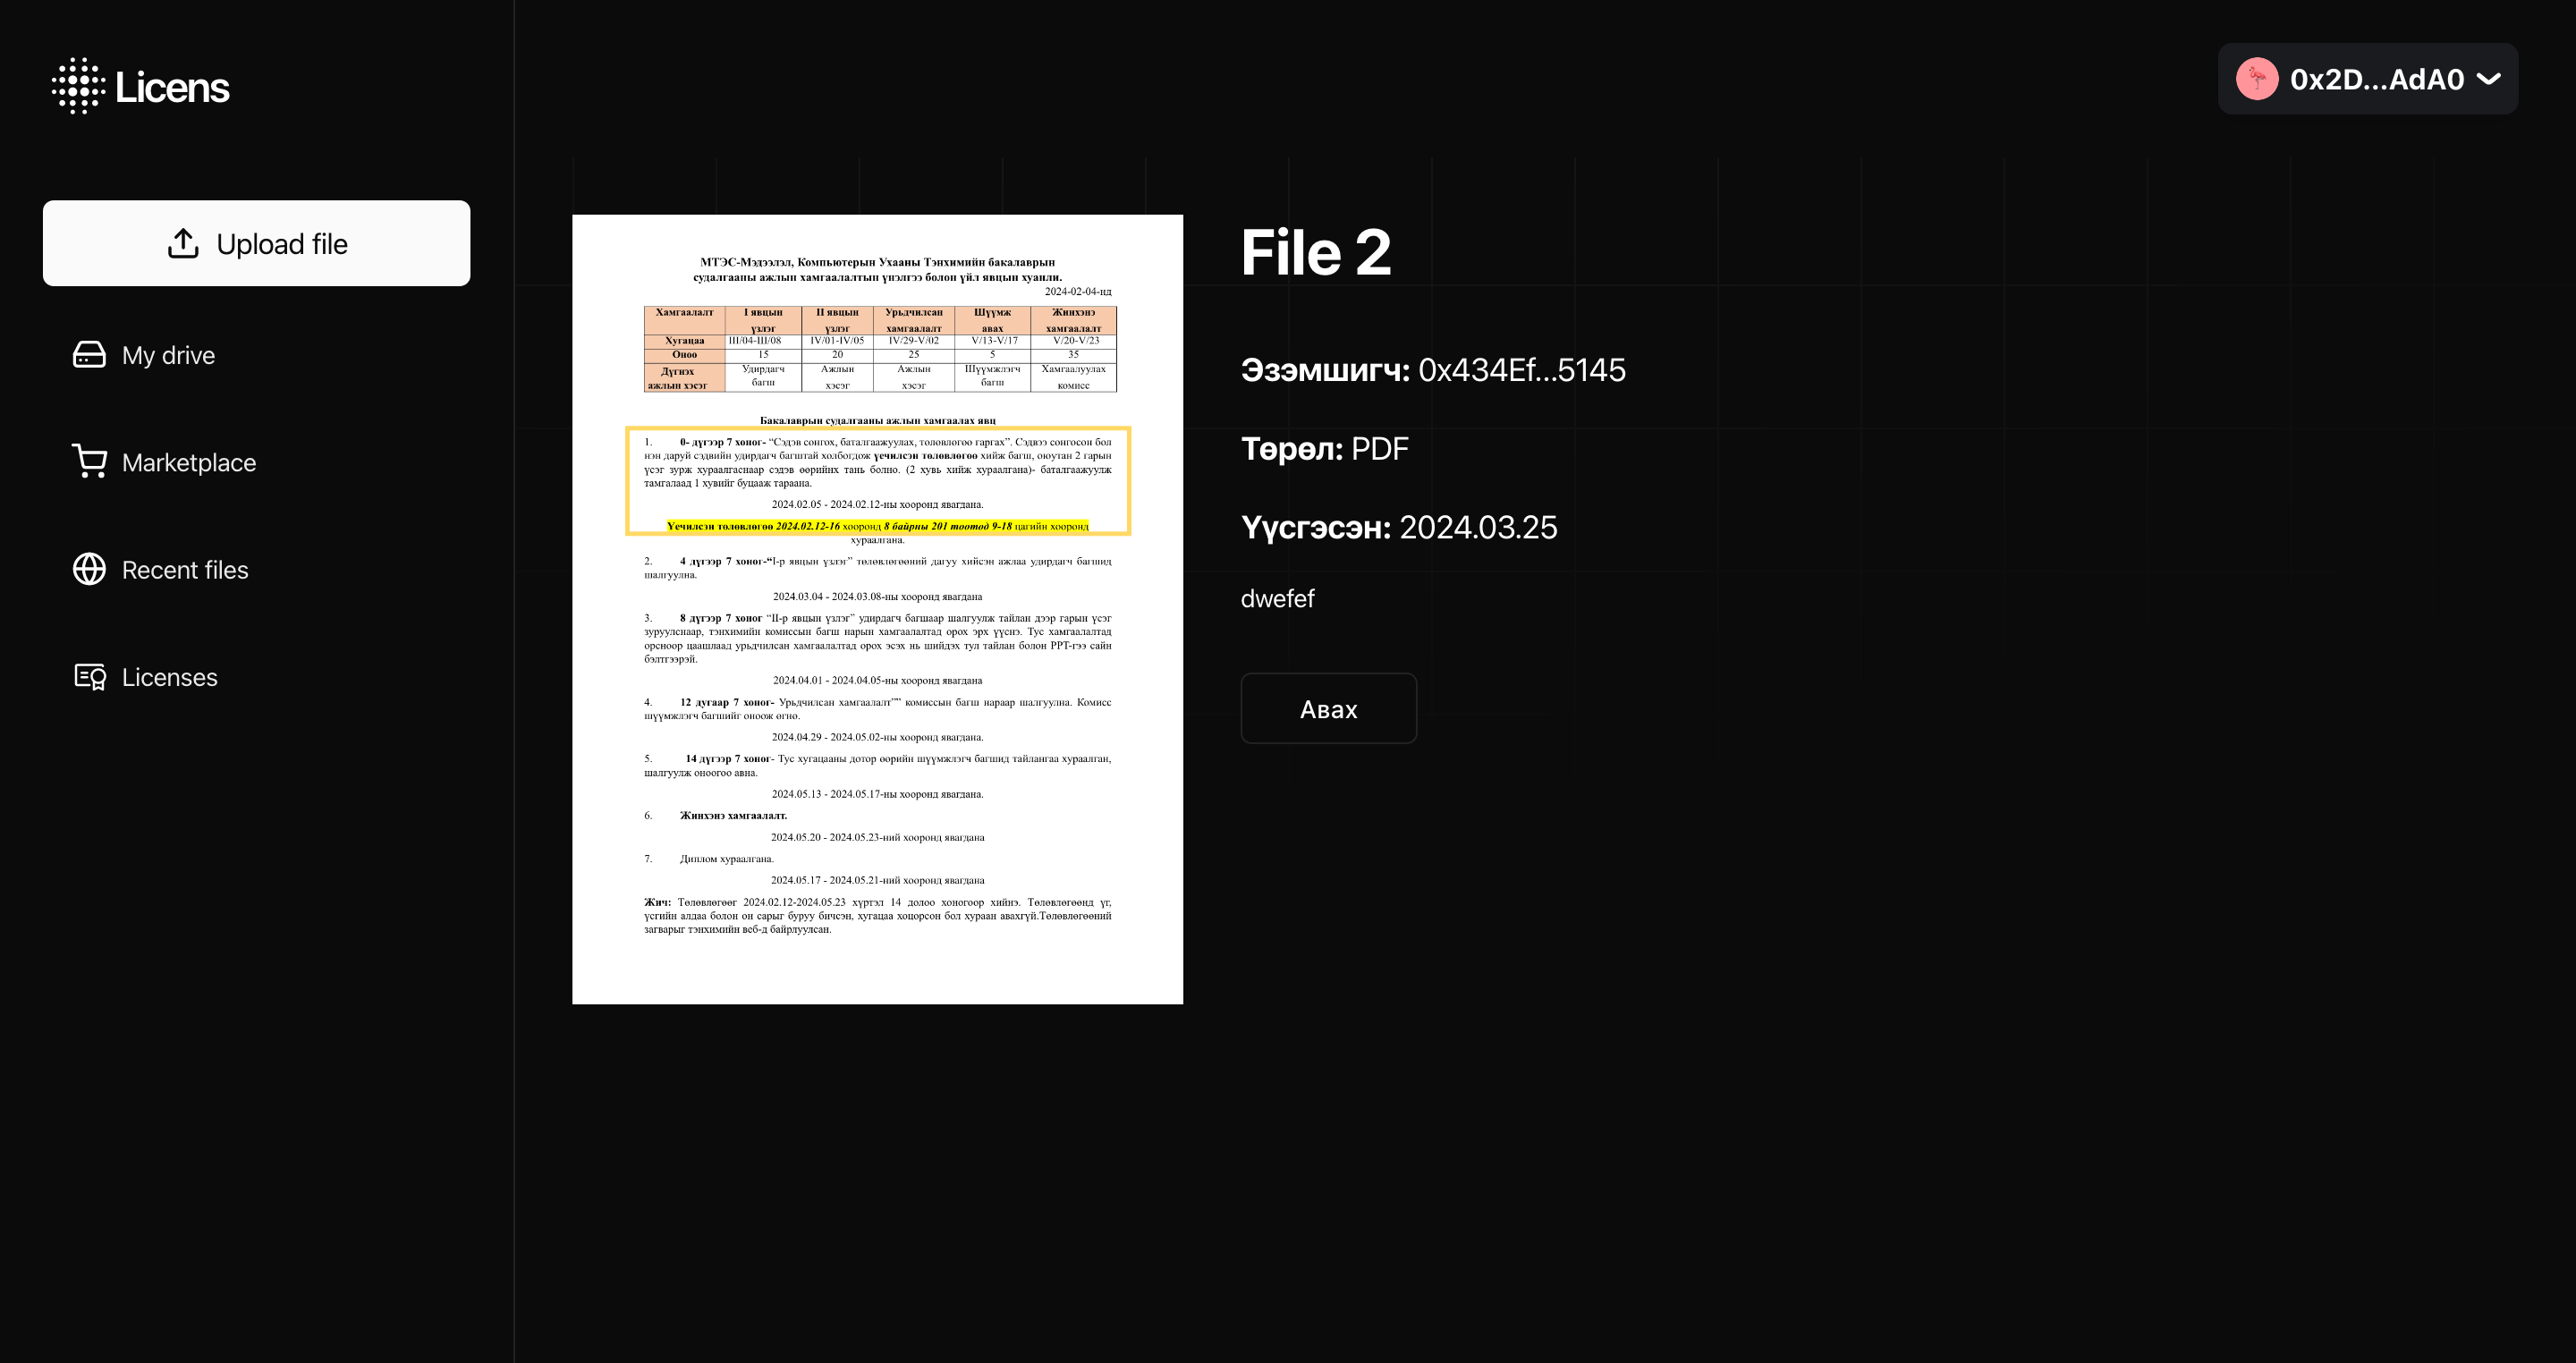 Licens
0x2D...AdA0
Upload file
My drive
Marketplace
Recent files
Licenses
МТЭС-Мэдээлэл, Компьютерын Ухааны Тэнхимийн бакалаврын
судалгааны ажлын хамгаалалтын үнэлгээ болон үйл явцын хуанли.
2024-02-04-нд
Хамгаалалт | I явцын үзлэг | II явцын үзлэг | Урьдчилсан хамгаалалт | Шүүмж авах | Жинхэнэ хамгаалалт
Хугацаа | III/04-III/08 | IV/01-IV/05 | IV/29-V/02 | V/13-V/17 | V/20-V/23
Оноо | 15 | 20 | 25 | 5 | 35
Дүгнэх ажлын хэсэг | Удирдагч багш | Ажлын хэсэг | Ажлын хэсэг | Шүүмжлэгч багш | Хамгаалуулах комисс
Бакалаврын судалгааны ажлын хамгаалах явц
1. 0- дүгээр 7 хоног- “Сэдэв сонгох, баталгаажуулах, төлөвлөгөө гаргах”. Сэдвээ сонгосон бол
нэн даруй сэдвийн удирдагч багштай холбогдож үечилсэн төлөвлөгөө хийж багш, оюутан 2 гарын
үсэг зурж хураалгаснаар сэдэв өөрийнх тань болно. (2 хувь хийж хураалгана)- баталгаажуулж
тамгалаад 1 хувийг буцааж тараана.
2024.02.05 - 2024.02.12-ны хооронд явагдана.
Үечилсэн төлөвлөгөө 2024.02.12-16 хооронд 8 байрны 201 тоотод 9-18 цагийн хооронд
хураалгана.
2. 4 дүгээр 7 хоног-“I-р явцын үзлэг” төлөвлөгөөний дагуу хийсэн ажлаа удирдагч багшид
шалгуулна.
2024.03.04 - 2024.03.08-ны хооронд явагдана
3. 8 дүгээр 7 хоног “II-р явцын үзлэг” удирдагч багшаар шалгуулж тайлан дээр гарын үсэг
зуруулснаар, тэнхимийн комиссын багш нарын хамгаалалтад орох эрх үүснэ. Тус хамгаалалтад
орсноор цаашлаад урьдчилсан хамгаалалтад орох эсэх нь шийдэх тул тайлан болон PPT-гээ сайн
бэлтгээрэй.
2024.04.01 - 2024.04.05-ны хооронд явагдана
4. 12 дугаар 7 хоног- Урьдчилсан хамгаалалт”” комиссын багш нараар шалгуулна. Комисс
шүүмжлэгч багшийг оноож өгнө.
2024.04.29 - 2024.05.02-ны хооронд явагдана.
5. 14 дүгээр 7 хоног- Тус хугацааны дотор өөрийн шүүмжлэгч багшид тайлангаа хураалган,
шалгуулж оноогоо авна.
2024.05.13 - 2024.05.17-ны хооронд явагдана.
6. Жинхэнэ хамгаалалт.
2024.05.20 - 2024.05.23-ний хооронд явагдана
7. Диплом хураалгана.
2024.05.17 - 2024.05.21-ний хооронд явагдана
Жич: Төлөвлөгөөг 2024.02.12-2024.05.23 хүртэл 14 долоо хоногоор хийнэ. Төлөвлөгөөнд үг,
үсгийн алдаа болон он сарыг буруу бичсэн, хугацаа хоцорсон бол хураан авахгүй.Төлөвлөгөөний
загварыг тэнхимийн веб-д байрлуулсан.
File 2
Эзэмшигч: 0x434Ef...5145
Төрөл: PDF
Үүсгэсэн: 2024.03.25
dwefef
Авах